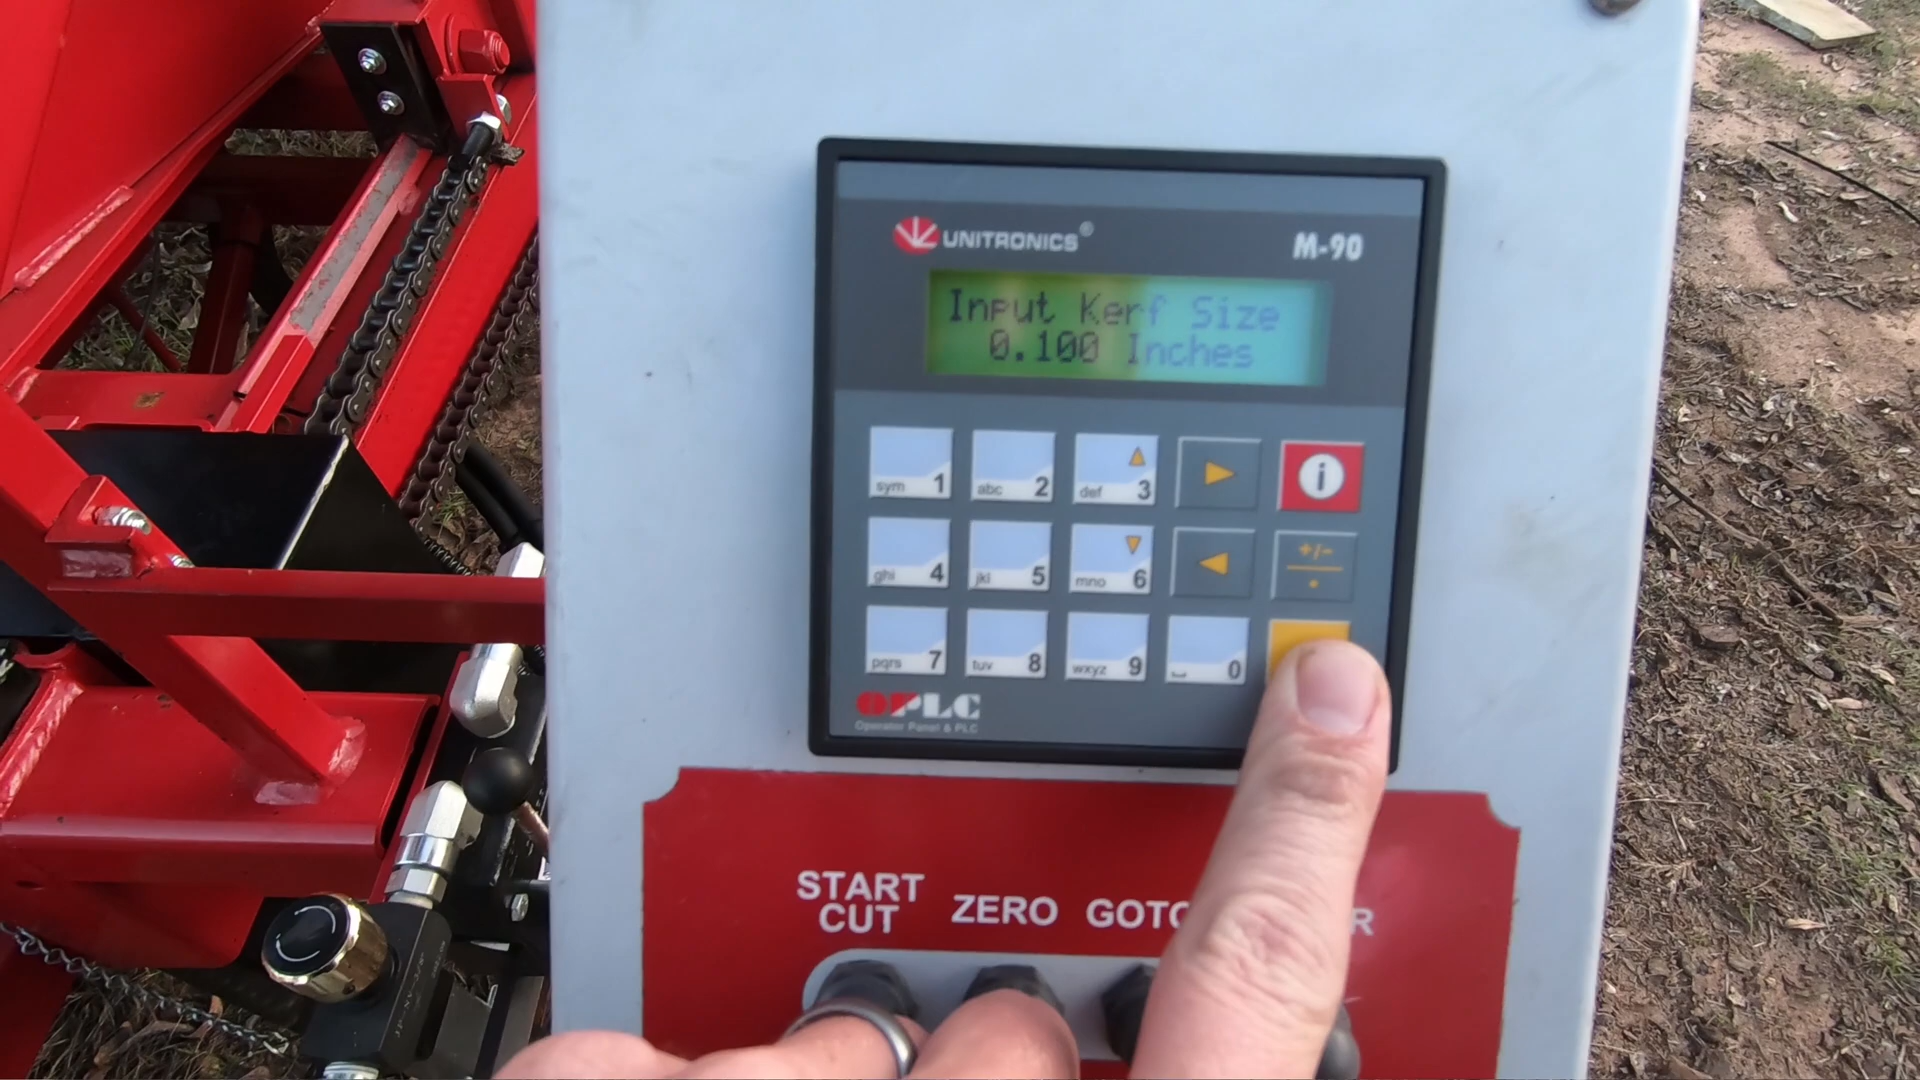 UNITRONICS®
M-90
Input Kerf Size
0.100 Inches
sym 1
abc 2
def 3
i
ghi 4
jkl 5
mno 6
+/-
pqrs 7
tuv 8
wxyz 9
0
OPLC
Operator Panel & PLC
START
CUT
ZERO